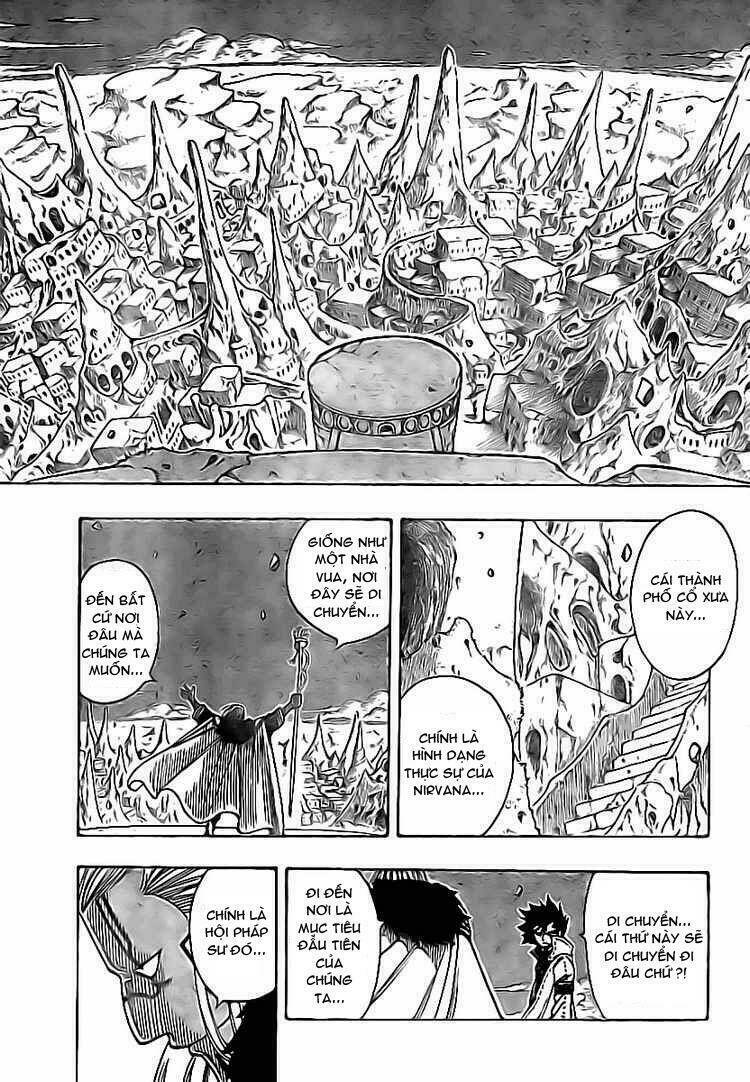 CÁI THÀNH
PHỐ CỔ XƯA
NÀY...
CHÍNH LÀ
HÌNH DẠNG
THỰC SỰ CỦA
NIRVANA...
GIỐNG NHƯ
MỘT NHÀ
VUA, NƠI
ĐÂY SẼ DI
CHUYỂN...
ĐẾN BẤT
CỨ NƠI
ĐÂU MÀ
CHÚNG TA
MUỐN...
DI CHUYỂN...
CÁI THỨ NÀY SẼ
DI CHUYỂN ĐI
ĐÂU CHỨ ?!
ĐI ĐẾN
NƠI LÀ
MỤC TIÊU
ĐẦU TIÊN
CỦA
CHÚNG
TA...
CHÍNH LÀ
HỘI PHÁP
SƯ ĐÓ...